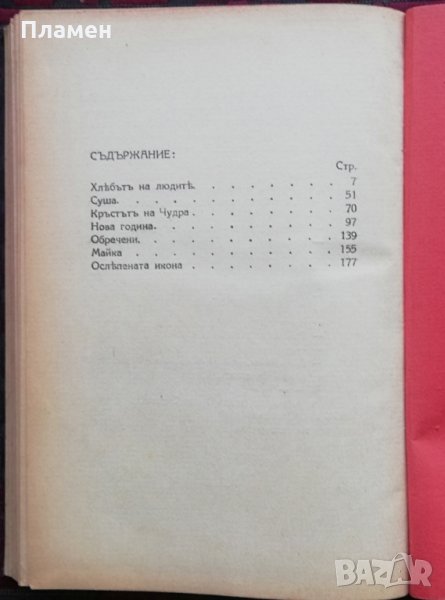 Пламен
СЪДЪРЖАНИЕ:
Стр.
Хлѣбътъ на людитѣ. . . . . . . 7
Суша. . . . . . . . . 51
Кръстътъ на Чудра . . . . . . . 70
Нова година. . . . . . . . 97
Обречени. . . . . . . . . 139
Майка . . . . . . . . . 155
Ослѣпената икона . . . . . . . 177
BAZAR